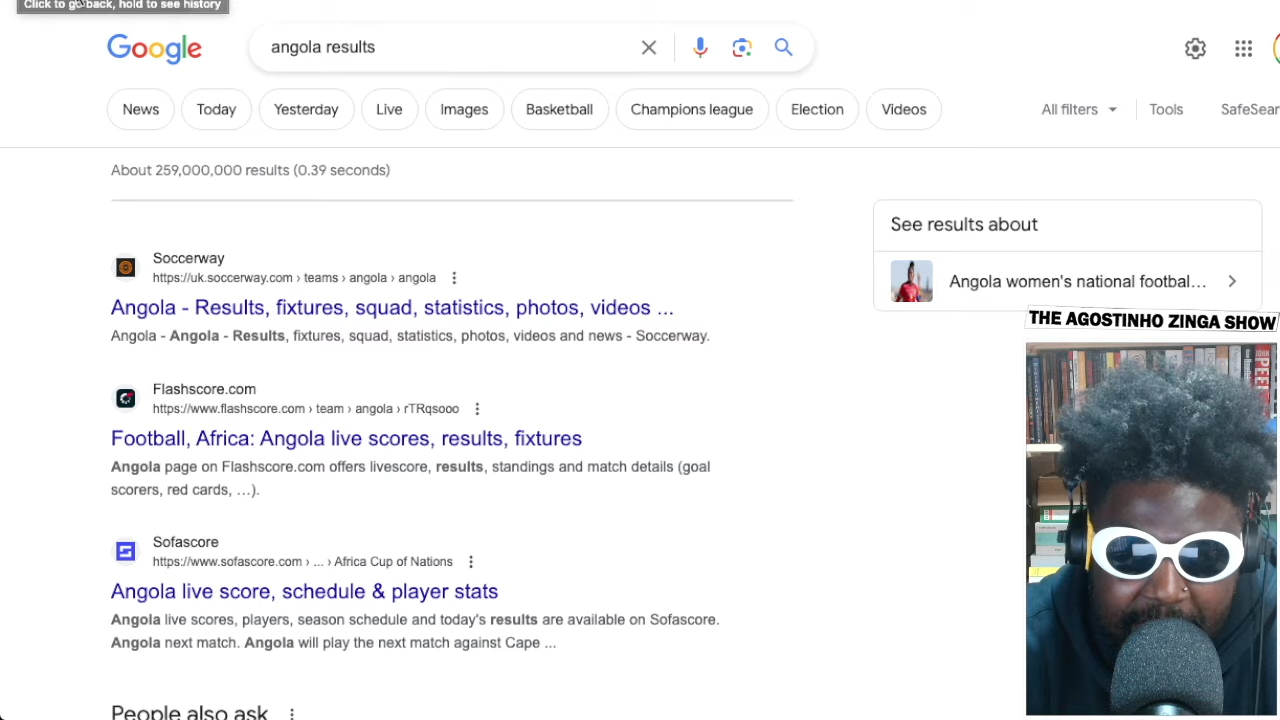 Click to go back, hold to see history
Google
angola results
News
Today
Yesterday
Live
Images
Basketball
Champions league
Election
Videos
All filters
Tools
SafeSear
About 259,000,000 results (0.39 seconds)
Soccerway
https://uk.soccerway.com › teams › angola › angola
Angola - Results, fixtures, squad, statistics, photos, videos ...
Angola - Angola - Results, fixtures, squad, statistics, photos, videos and news - Soccerway.
Flashscore.com
https://www.flashscore.com › team › angola › rTRqsooo
Football, Africa: Angola live scores, results, fixtures
Angola page on Flashscore.com offers livescore, results, standings and match details (goal
scorers, red cards, …).
Sofascore
https://www.sofascore.com › ... › Africa Cup of Nations
Angola live score, schedule & player stats
Angola live scores, players, season schedule and today's results are available on Sofascore.
Angola next match. Angola will play the next match against Cape ...
People also ask
See results about
Angola women's national footbal...
THE AGOSTINHO ZINGA SHOW